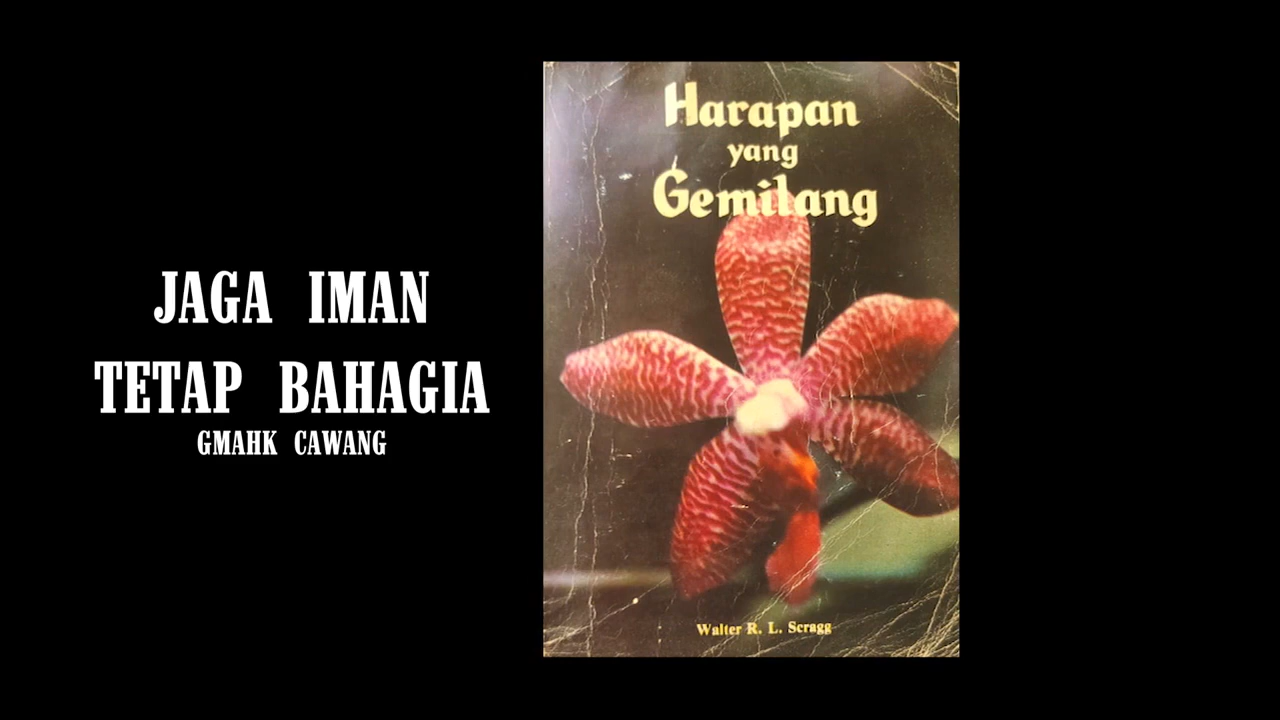 JAGA IMAN
TETAP BAHAGIA
GMAHK CAWANG
Harapan
yang
Gemilang
Walter R. L. Scragg